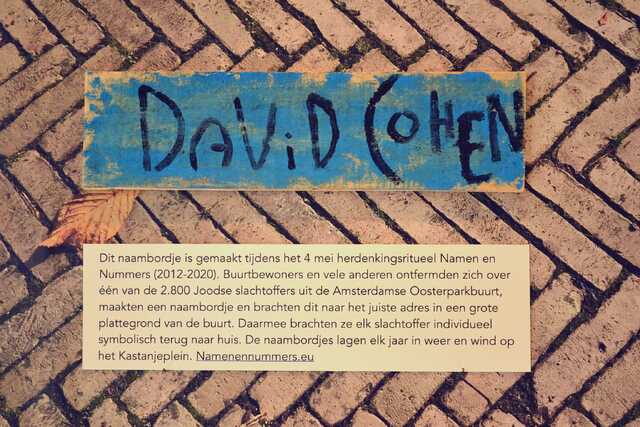 DAViD COHEN
Dit naambordje is gemaakt tijdens het 4 mei herdenkingsritueel Namen en
Nummers (2012-2020). Buurtbewoners en vele anderen ontfermden zich over
één van de 2.800 Joodse slachtoffers uit de Amsterdamse Oosterparkbuurt,
maakten een naambordje en brachten dit naar het juiste adres in een grote
plattegrond van de buurt. Daarmee brachten ze elk slachtoffer individueel
symbolisch terug naar huis. De naambordjes lagen elk jaar in weer en wind op
het Kastanjeplein. Namenennummers.eu